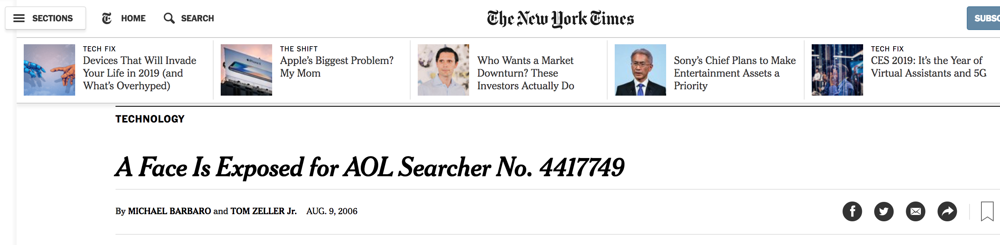 SECTIONS HOME SEARCH The New York Times SUBSC
TECH FIX
Devices That Will Invade
Your Life in 2019 (and
What's Overhyped)
THE SHIFT
Apple's Biggest Problem?
My Mom
Who Wants a Market
Downturn? These
Investors Actually Do
Sony's Chief Plans to Make
Entertainment Assets a
Priority
TECH FIX
CES 2019: It's the Year of
Virtual Assistants and 5G
TECHNOLOGY
A Face Is Exposed for AOL Searcher No. 4417749
By MICHAEL BARBARO and TOM ZELLER Jr. AUG. 9, 2006